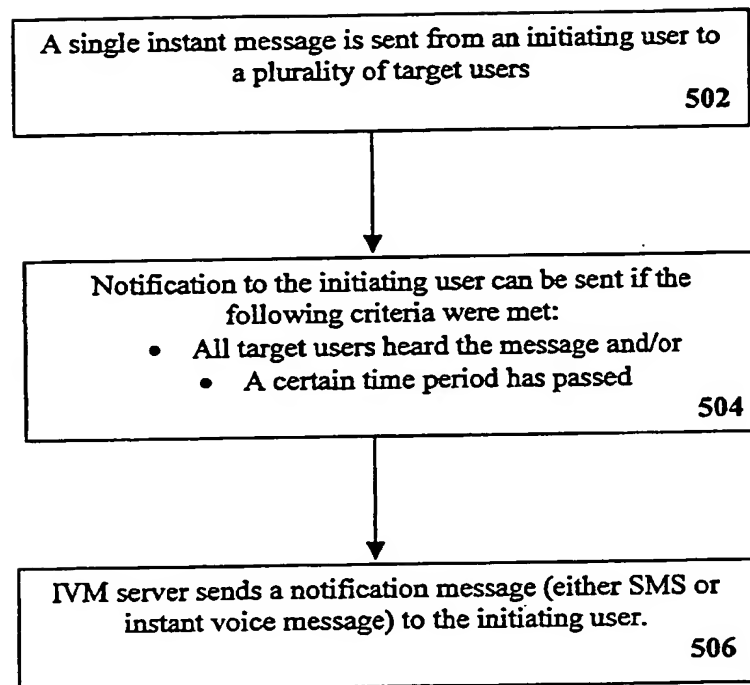 A single instant message is sent from an initiating user to
a plurality of target users
502
Notification to the initiating user can be sent if the
following criteria were met:
• All target users heard the message and/or
• A certain time period has passed
504
IVM server sends a notification message (either SMS or
instant voice message) to the initiating user.
506